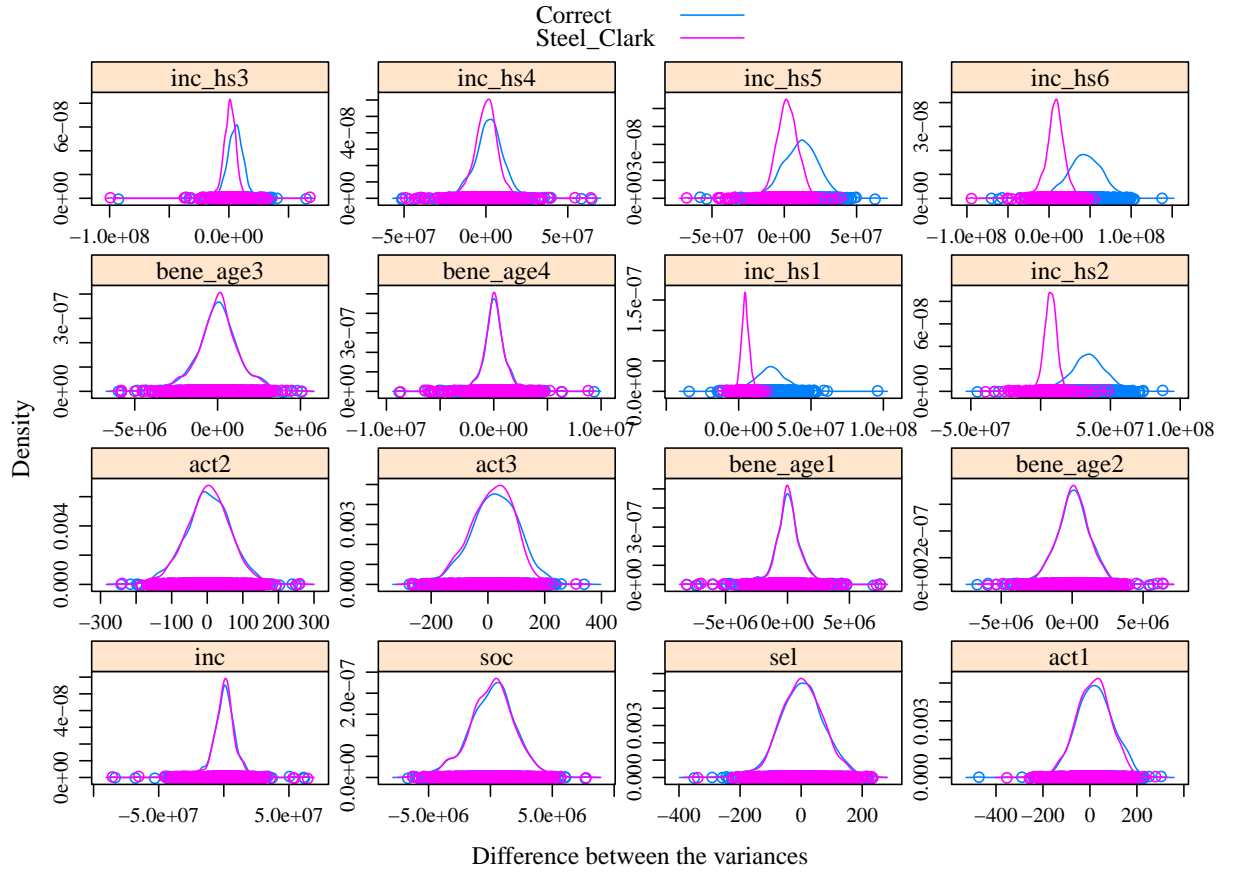 Correct
Steel_Clark
inc_hs3
inc_hs4
inc_hs5
inc_hs6
0e+00
6e−08
0e+00
4e−08
0e+00
3e−08
0e+00
3e−08
−1.0e+08
0.0e+00
−5e+07
0e+00
5e+07
−5e+07
0e+00
5e+07
−1.0e+08
0.0e+00
1.0e+08
bene_age3
bene_age4
inc_hs1
inc_hs2
0e+00
3e−07
0e+00
3e−07
0.0e+00
1.5e−07
0e+00
6e−08
−5e+06
0e+00
5e+06
−1.0e+07
0.0e+00
1.0e+07
0.0e+00
5.0e+07
1.0e+08
−5.0e+07
5.0e+07
1.0e+08
act2
act3
bene_age1
bene_age2
0.000
0.004
0.000
0.003
0e+00
3e−07
0e+00
2e−07
−300
−100
0
100
200
300
−200
0
200
400
−5e+06
0e+00
5e+06
−5e+06
0e+00
5e+06
inc
soc
sel
act1
0e+00
4e−08
0.0e+00
2.0e−07
0.000
0.003
0.000
0.003
−5.0e+07
5.0e+07
−5.0e+06
5.0e+06
−400
−200
0
200
−400
−200
0
200
Density
Difference between the variances